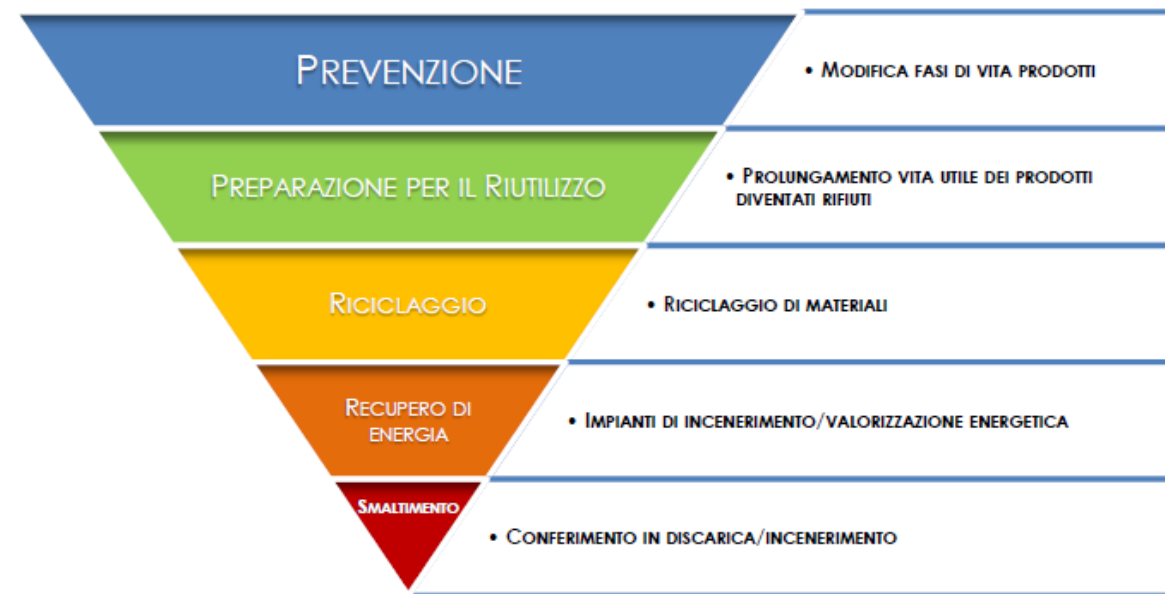 PREVENZIONE
• MODIFICA FASI DI VITA PRODOTTI
PREPARAZIONE PER IL RIUTILIZZO
• PROLUNGAMENTO VITA UTILE DEI PRODOTTI
DIVENTATI RIFIUTI
RICICLAGGIO
• RICICLAGGIO DI MATERIALI
RECUPERO DI
ENERGIA
• IMPIANTI DI INCENERIMENTO/VALORIZZAZIONE ENERGETICA
SMALTIMENTO
• CONFERIMENTO IN DISCARICA/INCENERIMENTO